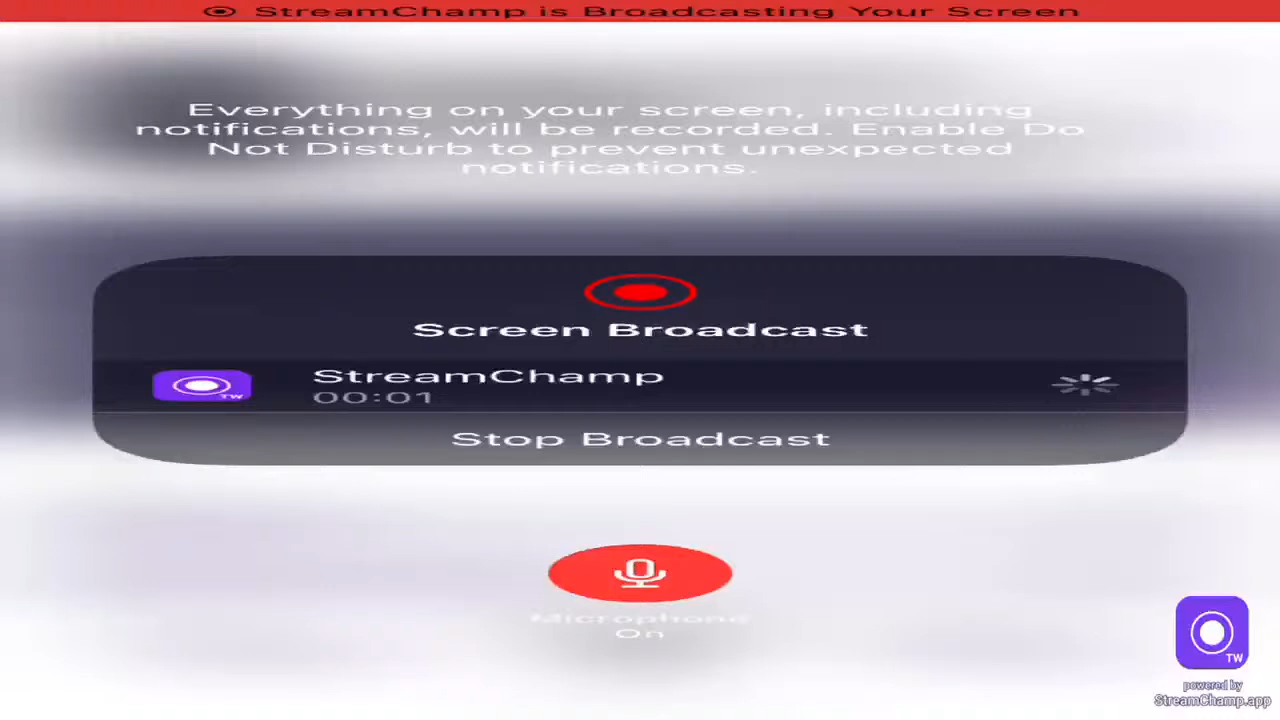 StreamChamp is Broadcasting Your Screen
Everything on your screen, including
notifications, will be recorded. Enable Do
Not Disturb to prevent unexpected
notifications.
Screen Broadcast
StreamChamp
00:01
TW
Stop Broadcast
Microphone
On
TW
powered by
StreamChamp.app